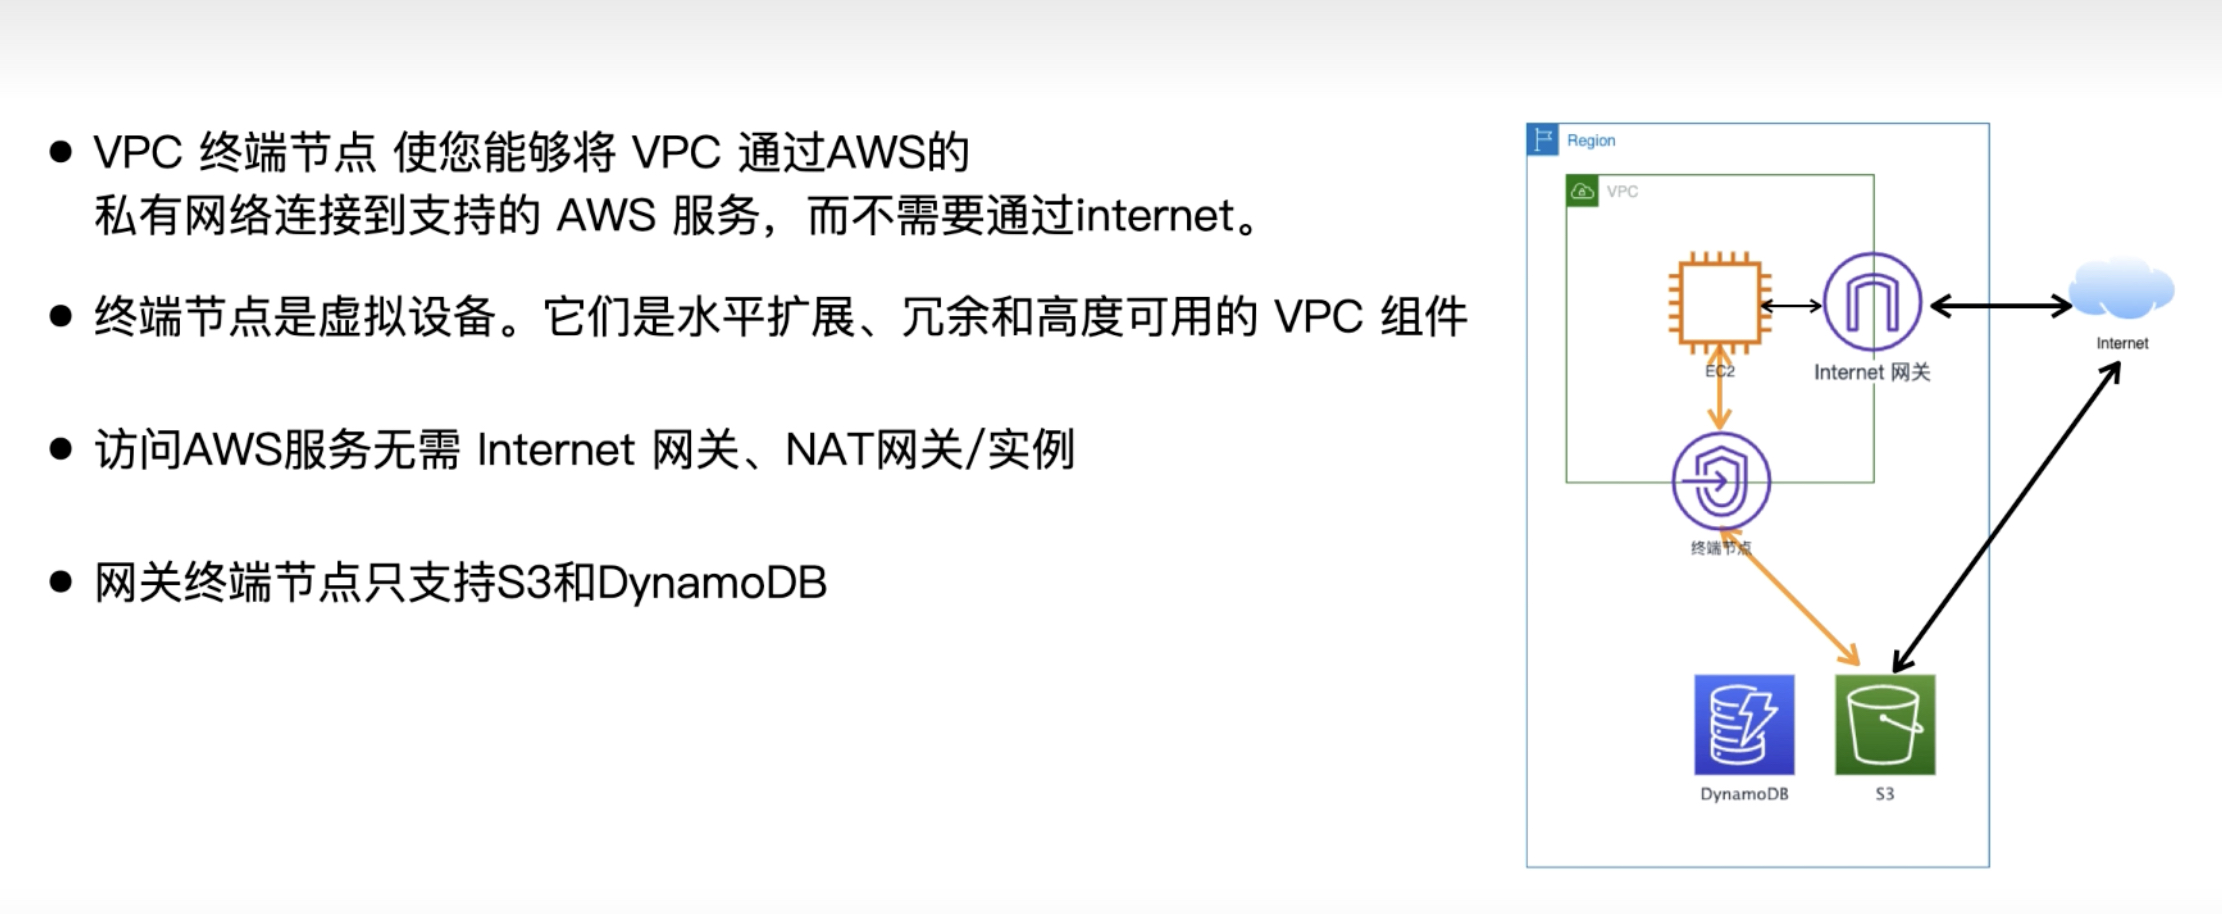 ● VPC 终端节点 使您能够将 VPC 通过AWS的
私有网络连接到支持的 AWS 服务，而不需要通过internet。
● 终端节点是虚拟设备。它们是水平扩展、冗余和高度可用的 VPC 组件
● 访问AWS服务无需 Internet 网关、NAT网关/实例
● 网关终端节点只支持S3和DynamoDB
Region
VPC
EC2
Internet 网关
Internet
终端节点
DynamoDB
S3